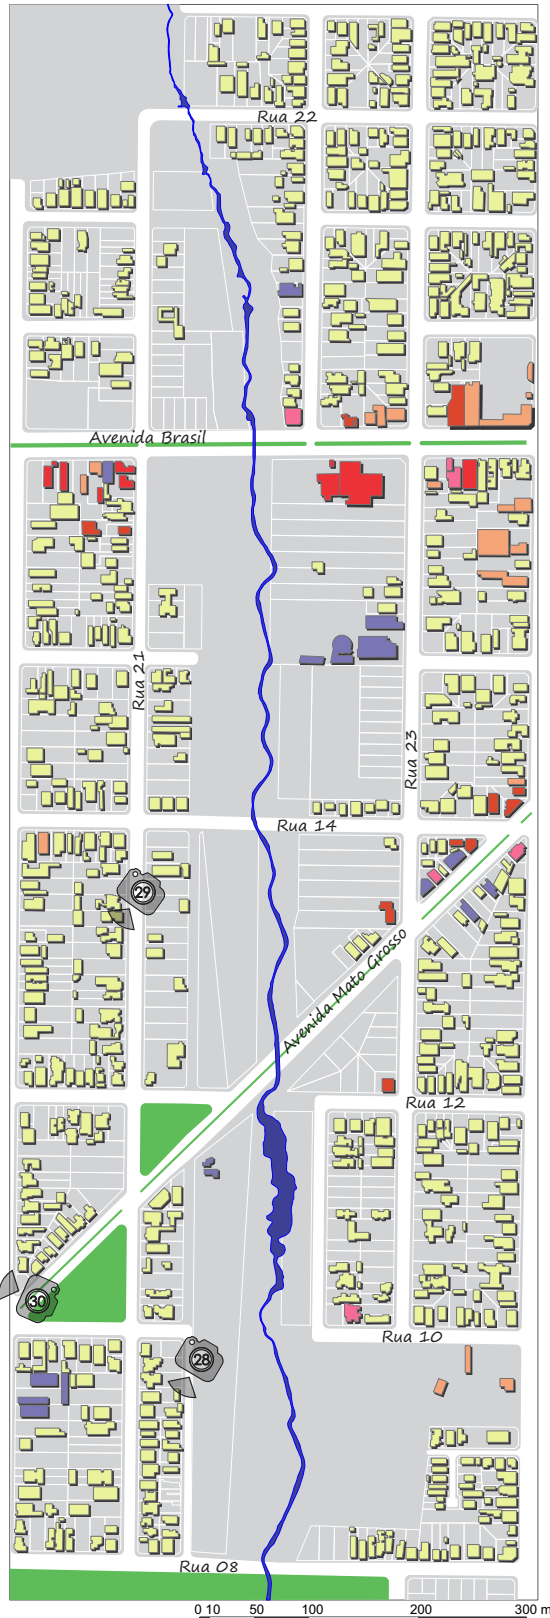 Rua 22
Avenida Brasil
Rua 21
Rua 23
Rua 14
29
Avenida Mato Grosso
Rua 12
30
Rua 10
28
Rua 08
0 10 50 100 200 300 m